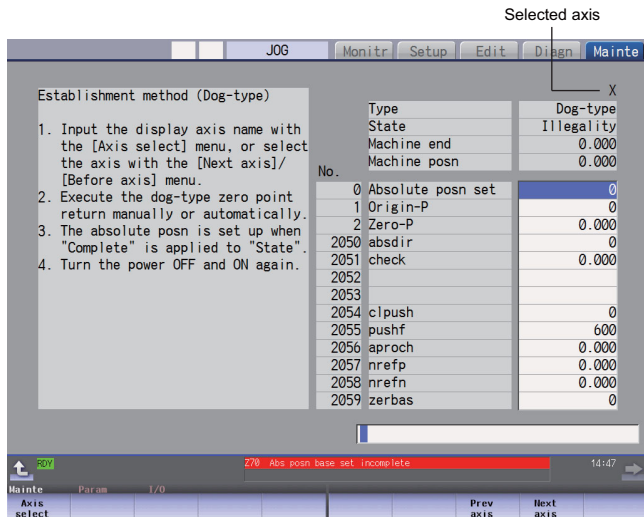 Selected axis
JOG Monitr Setup Edit Diagn Mainte
Establishment method (Dog-type)
1. Input the display axis name with
the [Axis select] menu, or select
the axis with the [Next axis]/
[Before axis] menu.
2. Execute the dog-type zero point
return manually or automatically.
3. The absolute posn is set up when
"Complete" is applied to "State".
4. Turn the power OFF and ON again.
X
Type Dog-type
State Illegality
Machine end 0.000
Machine posn 0.000
No.
0 Absolute posn set 0
1 Origin-P 0
2 Zero-P 0.000
2050 absdir 0
2051 check 0.000
2052
2053
2054 clpush 0
2055 pushf 600
2056 aproch 0.000
2057 nrefp 0.000
2058 nrefn 0.000
2059 zerbas 0
RDY Z70 Abs posn base set incomplete 14:47
Mainte Param I/O
Axis select Prev axis Next axis